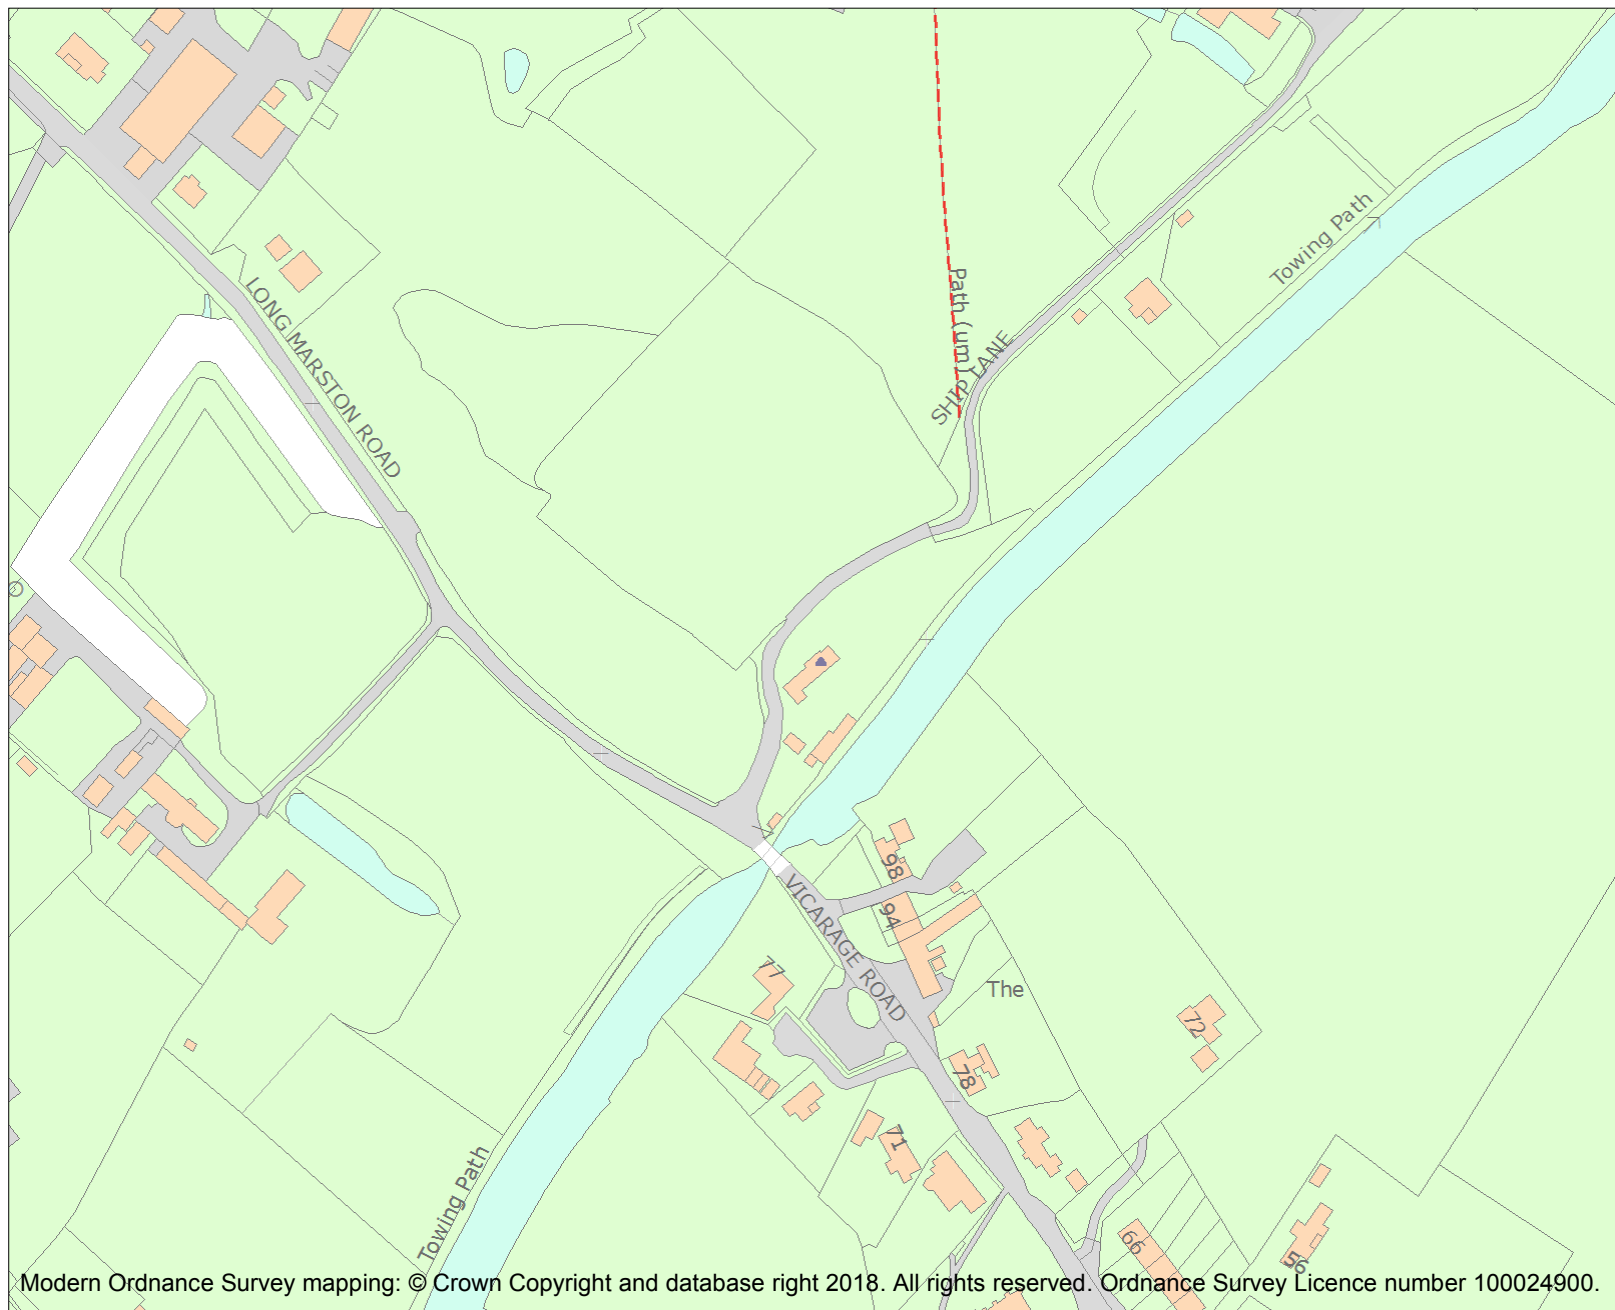 Towing Path
LONG MARSTON ROAD
Path (um)
SHIP LANE
98
94
VICARAGE ROAD
77
The
72
78
71
Towing Path
66
56
Modern Ordnance Survey mapping: © Crown Copyright and database right 2018. All rights reserved. Ordnance Survey Licence number 100024900.